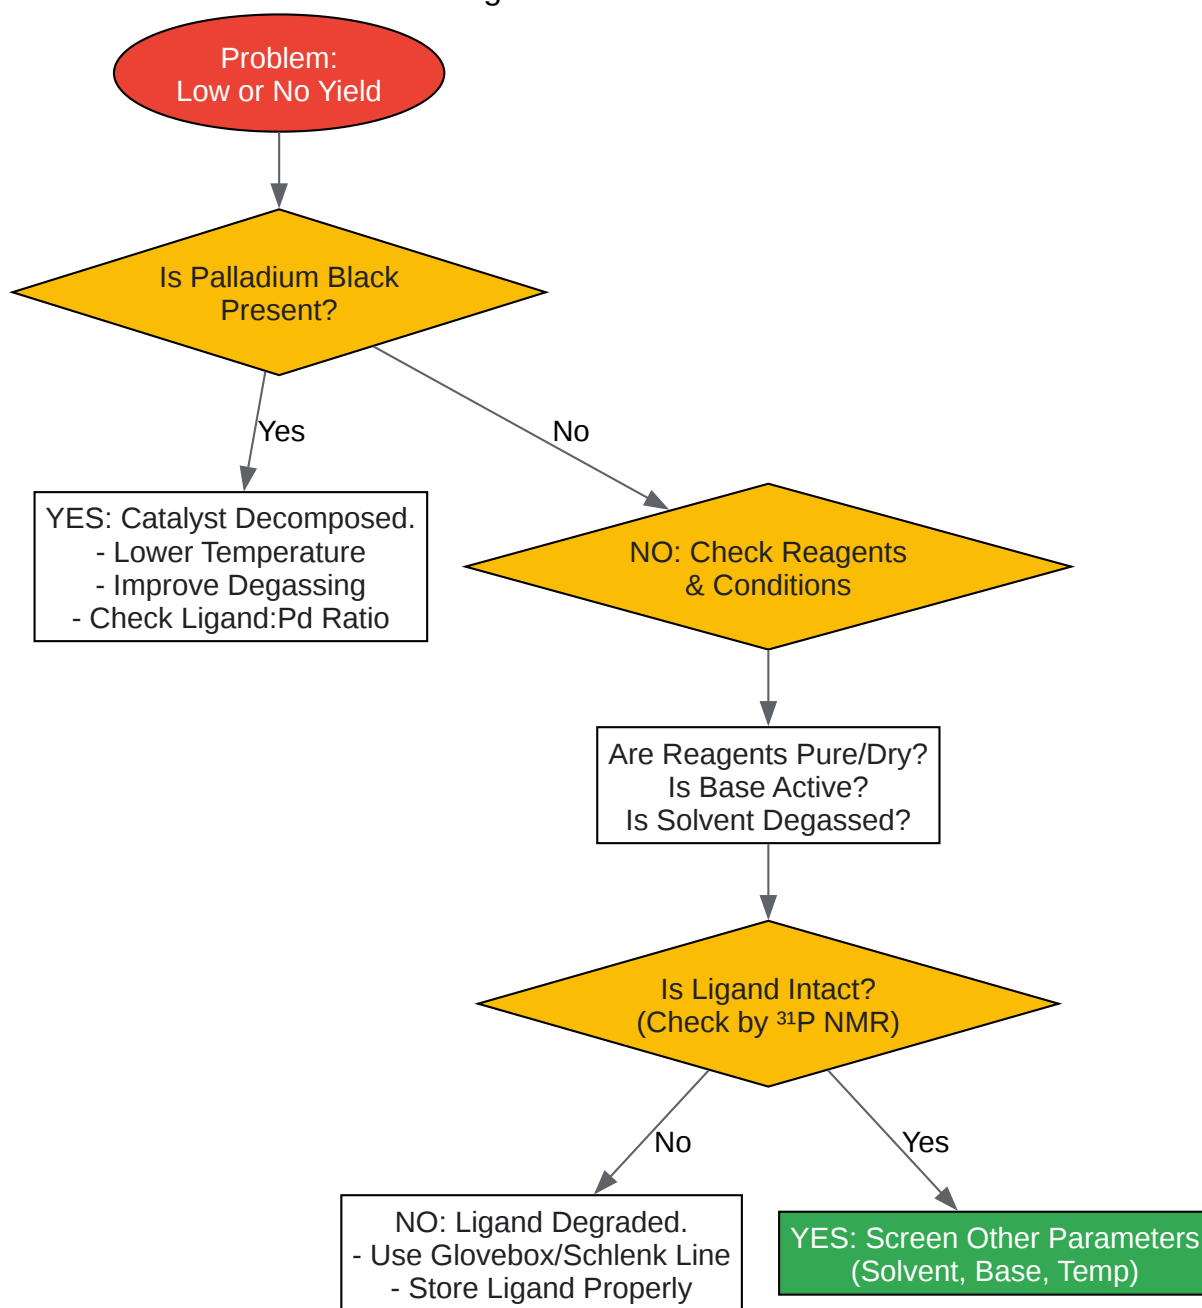 Problem:
Low or No Yield
Is Palladium Black
Present?
Yes
No
YES: Catalyst Decomposed.
- Lower Temperature
- Improve Degassing
- Check Ligand:Pd Ratio
NO: Check Reagents
& Conditions
Are Reagents Pure/Dry?
Is Base Active?
Is Solvent Degassed?
Is Ligand Intact?
(Check by ³¹P NMR)
No
Yes
NO: Ligand Degraded.
- Use Glovebox/Schlenk Line
- Store Ligand Properly
YES: Screen Other Parameters
(Solvent, Base, Temp)